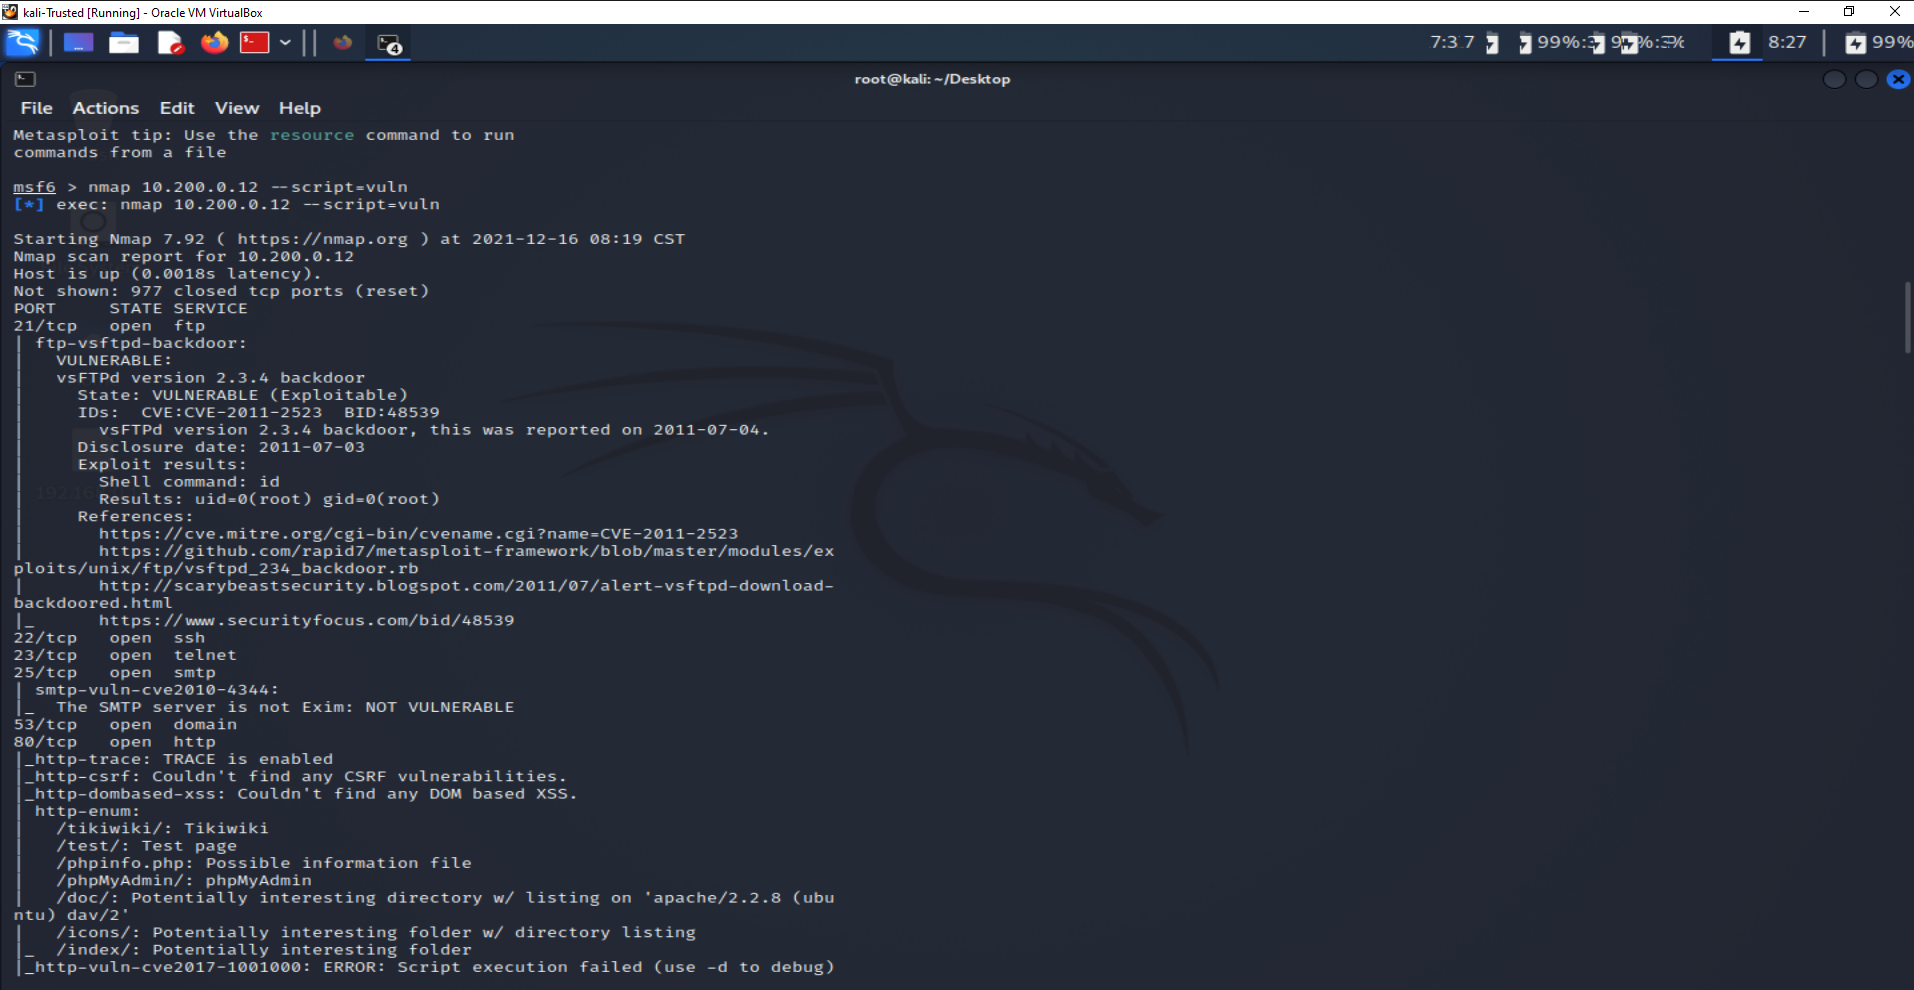 kali-Trusted [Running] - Oracle VM VirtualBox
4
8:27
99%
root@kali: ~/Desktop
File Actions Edit View Help
Metasploit tip: Use the resource command to run
commands from a file
msf6 > nmap 10.200.0.12 --script=vuln
[*] exec: nmap 10.200.0.12 --script=vuln
Starting Nmap 7.92 ( https://nmap.org ) at 2021-12-16 08:19 CST
Nmap scan report for 10.200.0.12
Host is up (0.0018s latency).
Not shown: 977 closed tcp ports (reset)
PORT     STATE SERVICE
21/tcp   open  ftp
| ftp-vsftpd-backdoor:
|   VULNERABLE:
|   vsFTPd version 2.3.4 backdoor
|     State: VULNERABLE (Exploitable)
|     IDs:  CVE:CVE-2011-2523  BID:48539
|       vsFTPd version 2.3.4 backdoor, this was reported on 2011-07-04.
|     Disclosure date: 2011-07-03
|     Exploit results:
|       Shell command: id
|       Results: uid=0(root) gid=0(root)
|     References:
|       https://cve.mitre.org/cgi-bin/cvename.cgi?name=CVE-2011-2523
|       https://github.com/rapid7/metasploit-framework/blob/master/modules/ex
ploits/unix/ftp/vsftpd_234_backdoor.rb
|       http://scarybeastsecurity.blogspot.com/2011/07/alert-vsftpd-download-
backdoored.html
|_      https://www.securityfocus.com/bid/48539
22/tcp   open  ssh
23/tcp   open  telnet
25/tcp   open  smtp
| smtp-vuln-cve2010-4344:
|_  The SMTP server is not Exim: NOT VULNERABLE
53/tcp   open  domain
80/tcp   open  http
|_http-trace: TRACE is enabled
|_http-csrf: Couldn't find any CSRF vulnerabilities.
|_http-dombased-xss: Couldn't find any DOM based XSS.
| http-enum:
|   /tikiwiki/: Tikiwiki
|   /test/: Test page
|   /phpinfo.php: Possible information file
|   /phpMyAdmin/: phpMyAdmin
|   /doc/: Potentially interesting directory w/ listing on 'apache/2.2.8 (ubu
ntu) dav/2'
|   /icons/: Potentially interesting folder w/ directory listing
|_  /index/: Potentially interesting folder
|_http-vuln-cve2017-1001000: ERROR: Script execution failed (use -d to debug)